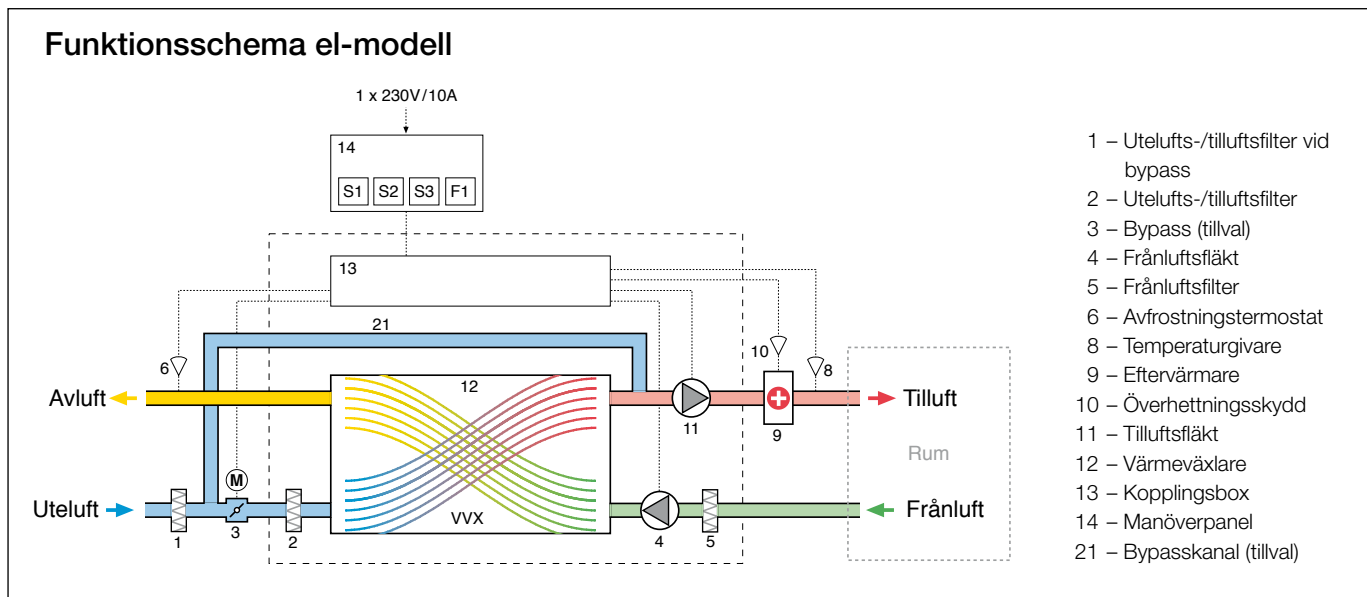 Funktionsschema el-modell
1 x 230V/10A
14
S1 S2 S3 F1
13
21
6
10
8
12
Avluft
Tilluft
11
9
Rum
M
Uteluft
VVX
Frånluft
1
3
2
4
5
1 – Utelufts-/tilluftsfilter vid
bypass
2 – Utelufts-/tilluftsfilter
3 – Bypass (tillval)
4 – Frånluftsfläkt
5 – Frånluftsfilter
6 – Avfrostningstermostat
8 – Temperaturgivare
9 – Eftervärmare
10 – Överhettningsskydd
11 – Tilluftsfläkt
12 – Värmeväxlare
13 – Kopplingsbox
14 – Manöverpanel
21 – Bypasskanal (tillval)